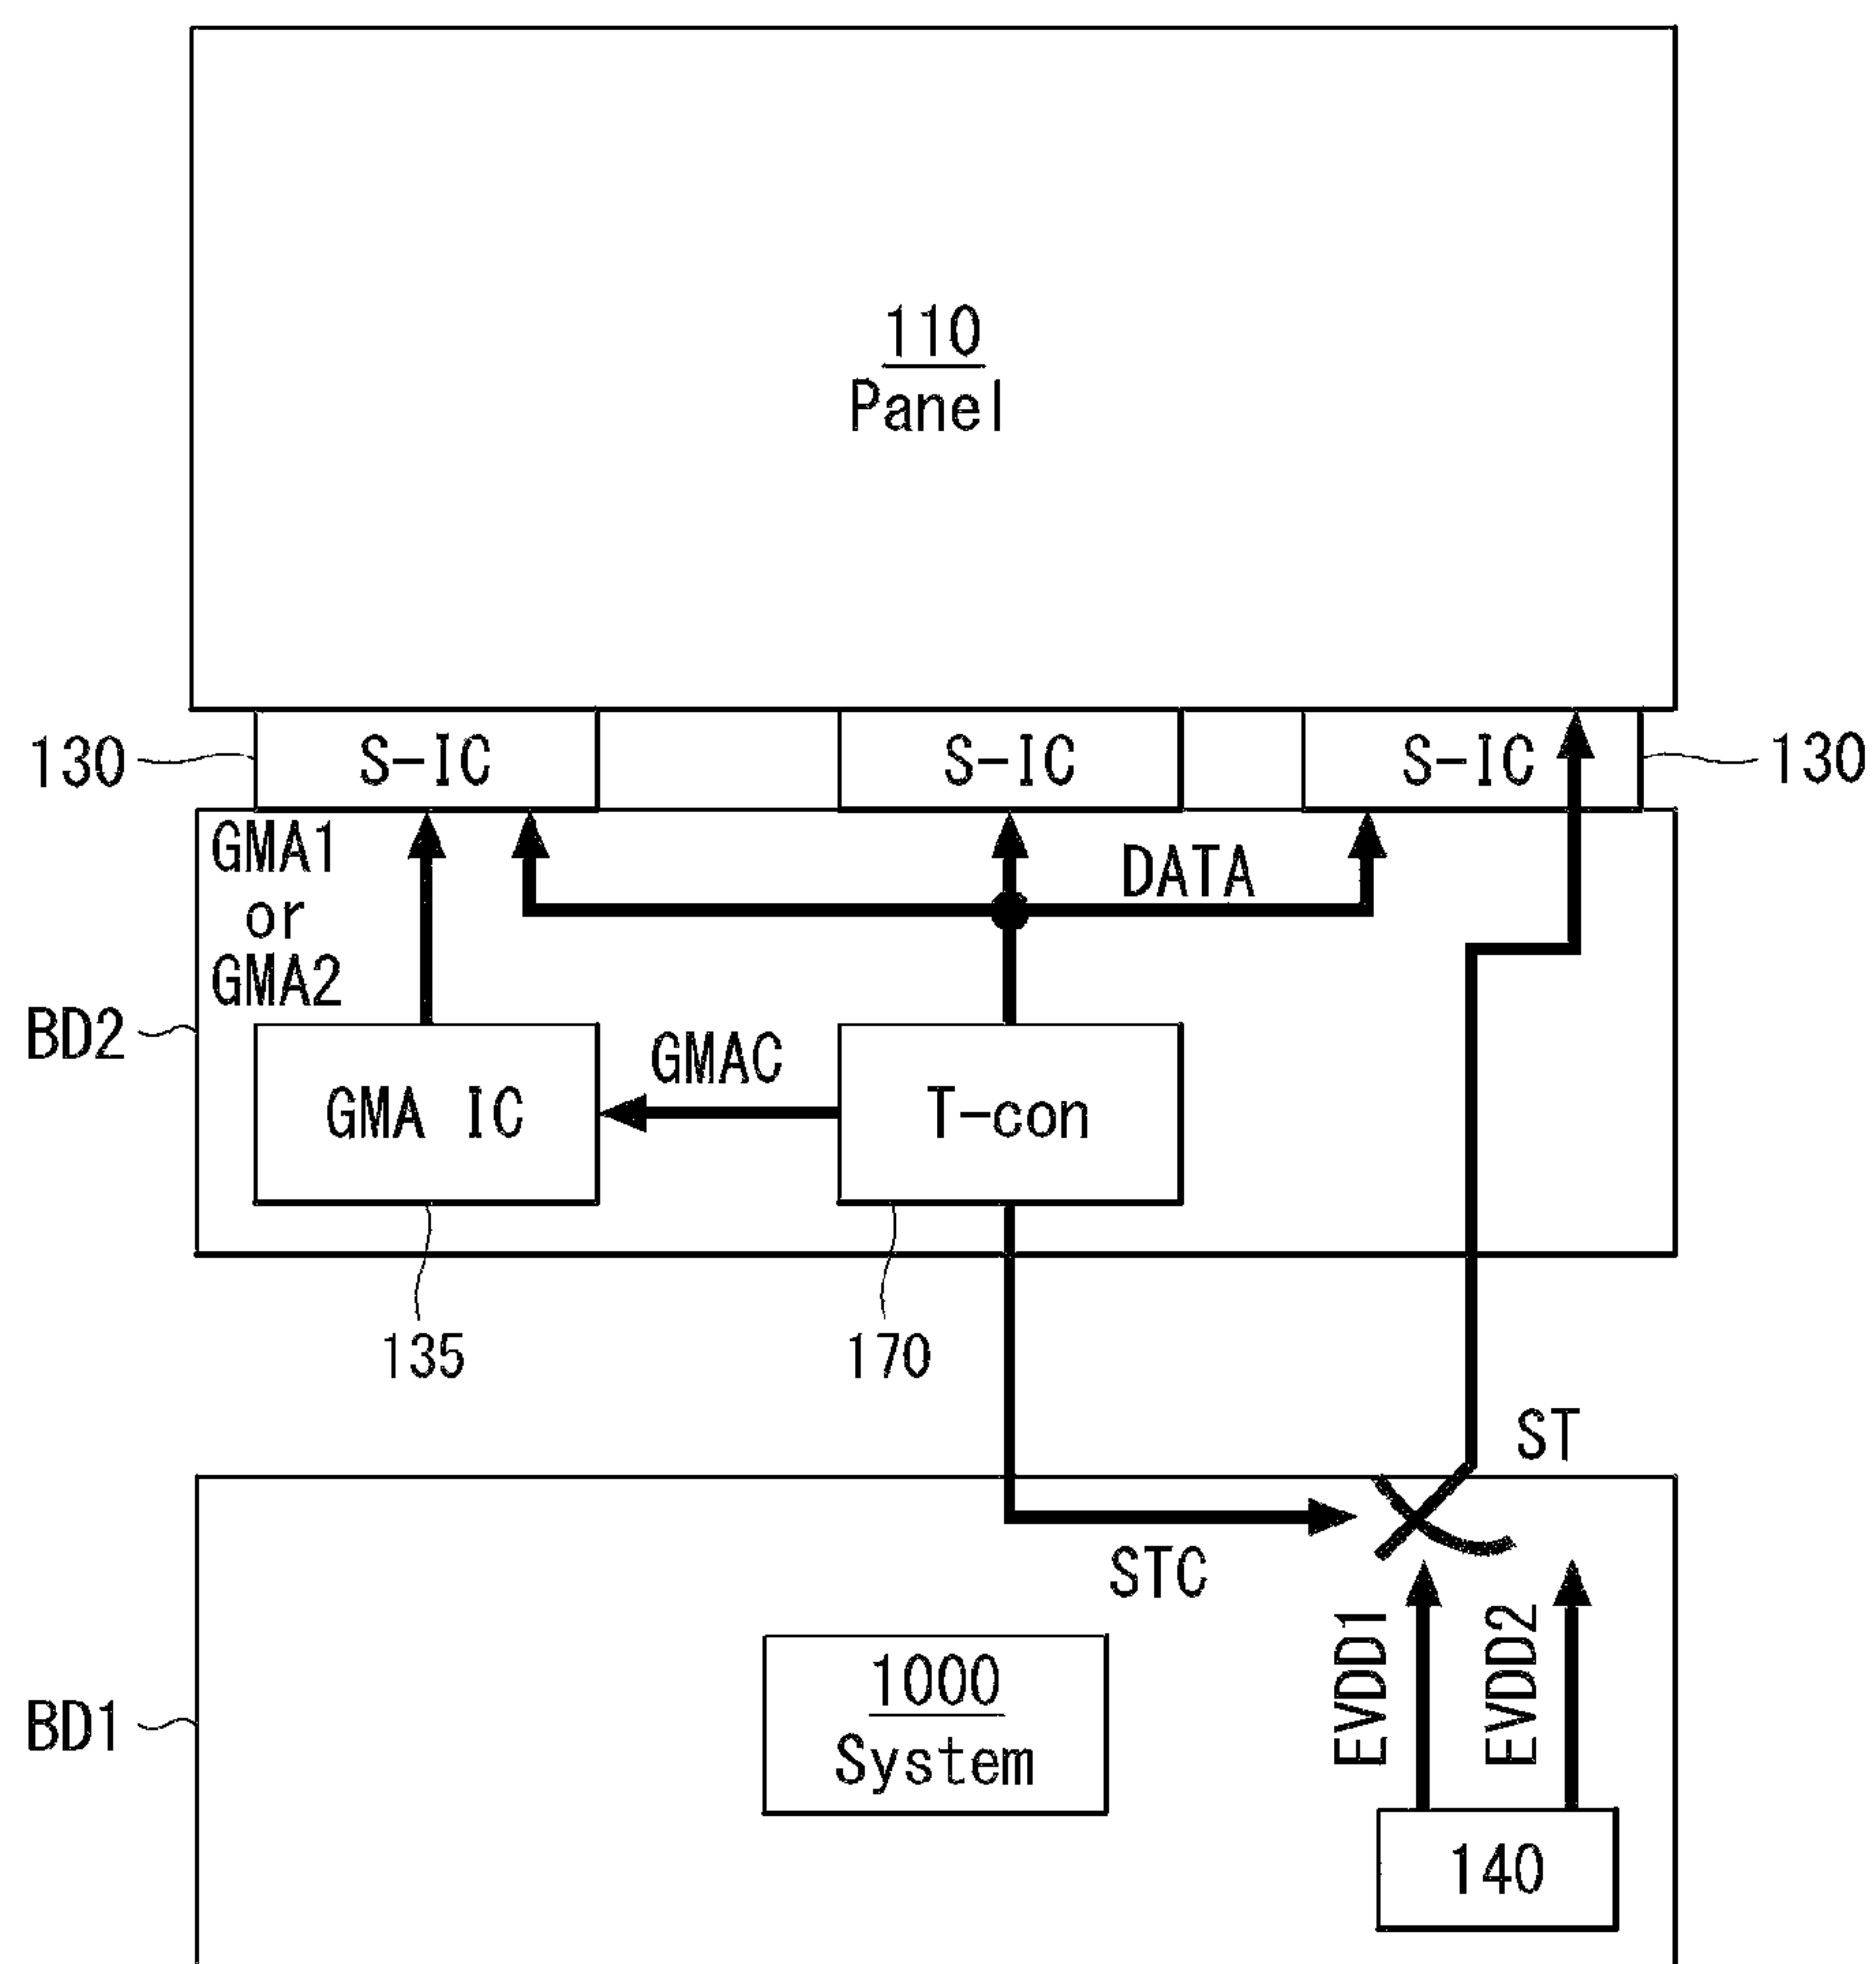 110
Panel
130
S-IC
S-IC
S-IC
130
GMA1
or
GMA2
DATA
BD2
GMAC
GMA IC
T-con
135
170
ST
STC
EVDD1
EVDD2
1000
System
BD1
140